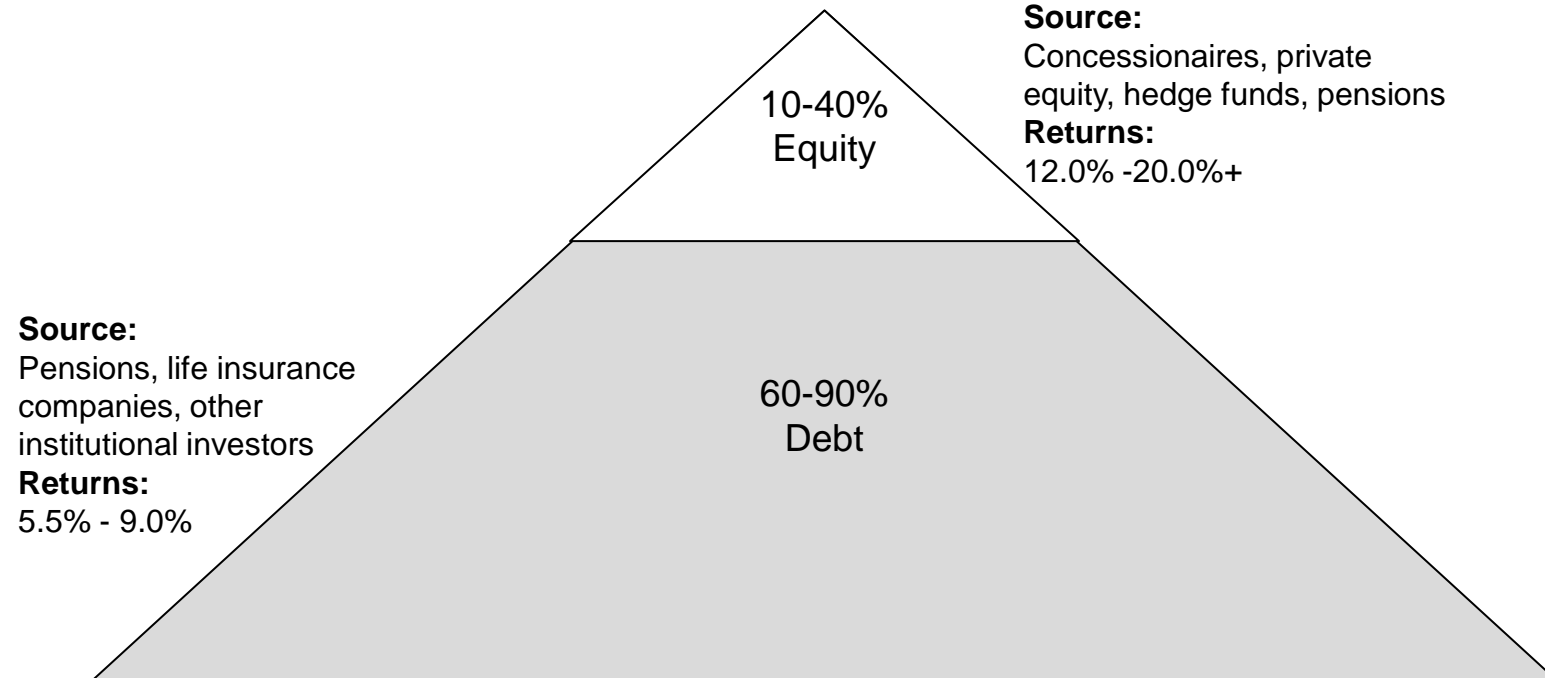 Source:
Concessionaires, private
equity, hedge funds, pensions
Returns:
12.0% -20.0%+
10-40%
Equity
Source:
Pensions, life insurance
companies, other
institutional investors
Returns:
5.5% - 9.0%
60-90%
Debt